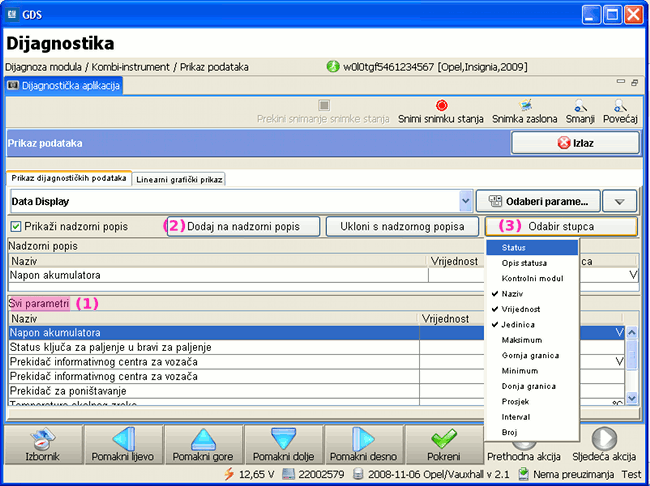 GDS
Dijagnostika
Dijagnoza modula / Kombi-instrument / Prikaz podataka
w0l0tgf5461234567 [Opel,Insignia,2009]
Dijagnostička aplikacija
Prekini snimanje snimke stanja
Snimi snimku stanja
Snimka zaslona
Smanji
Povećaj
Prikaz podataka
Izlaz
Prikaz dijagnostičkih podataka
Linearni grafički prikaz
Data Display
Odaberi parame...
Prikaži nadzorni popis
(2) Dodaj na nadzorni popis
Ukloni s nadzornog popisa
(3) Odabir stupca
Nadzorni popis
Naziv
Vrijednost
ca
Napon akumulatora
V
Svi parametri (1)
Naziv
Vrijednost
Napon akumulatora
V
Status ključa za paljenje u bravi za paljenje
Prekidač informativnog centra za vozača
V
Prekidač informativnog centra za vozača
Prekidač za poništavanje
Temperatura okolnog zraka
°C
Status
Opis statusa
Kontrolni modul
Naziv
Vrijednost
Jedinica
Maksimum
Gornja granica
Minimum
Donja granica
Prosjek
Interval
Broj
Izbornik
Pomakni lijevo
Pomakni gore
Pomakni dolje
Pomakni desno
Pokreni
Prethodna akcija
Sljedeća akcija
12,65 V
22002579
2008-11-06 Opel/Vauxhall v 2.1
Nema preuzimanja
Test